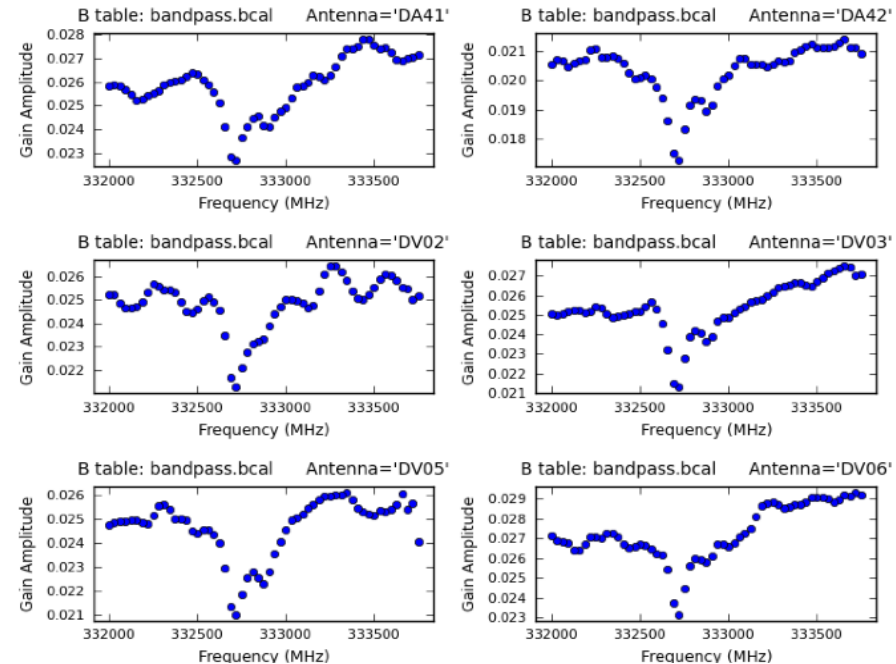 B table: bandpass.bcal Antenna='DA41' B table: bandpass.bcal Antenna='DA42'
0.028
0.027
0.026
0.025
0.024
0.023
Gain Amplitude
332000 332500 333000 333500
Frequency (MHz)
0.021
0.020
0.019
0.018
Gain Amplitude
332000 332500 333000 333500
Frequency (MHz)
B table: bandpass.bcal Antenna='DV02' B table: bandpass.bcal Antenna='DV03'
0.026
0.025
0.024
0.023
0.022
Gain Amplitude
332000 332500 333000 333500
Frequency (MHz)
0.027
0.026
0.025
0.024
0.023
0.022
0.021
Gain Amplitude
332000 332500 333000 333500
Frequency (MHz)
B table: bandpass.bcal Antenna='DV05' B table: bandpass.bcal Antenna='DV06'
0.026
0.025
0.024
0.023
0.022
0.021
Gain Amplitude
332000 332500 333000 333500
Frequency (MHz)
0.029
0.028
0.027
0.026
0.025
0.024
0.023
Gain Amplitude
332000 332500 333000 333500
Frequency (MHz)